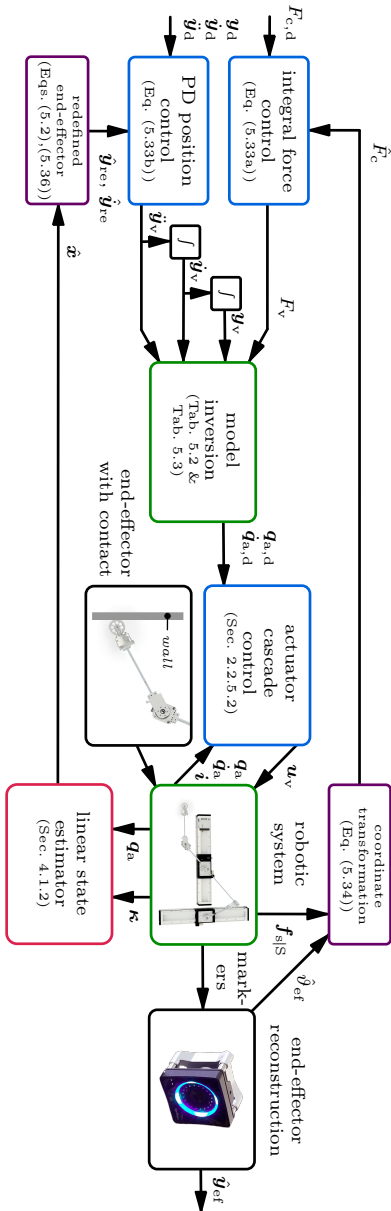 F_{c,d}
y_d
ẏ_d
ÿ_d
integral force
control
(Eq. (5.33a))
PD position
control
(Eq. (5.33b))
redefined
end-effector
(Eqs. (5.2),(5.36))
F̂_c
ŷ_re, ẏ̂_re
x̂
∫
∫
ÿ_v
ẏ_v
y_v
F_v
model
inversion
(Tab. 5.2 &
Tab. 5.3)
q_{a,d}
q̇_{a,d}
end-effector
with contact
wall
actuator
cascade
control
(Sec. 2.2.5.2)
u_v
q_a
q̇_a
i
robotic
system
coordinate
transformation
(Eq. (5.34))
f_{s|S}
ϑ̂_ef
q_a
κ
linear state
estimator
(Sec. 4.1.2)
mark-
ers
end-effector
reconstruction
ŷ_ef